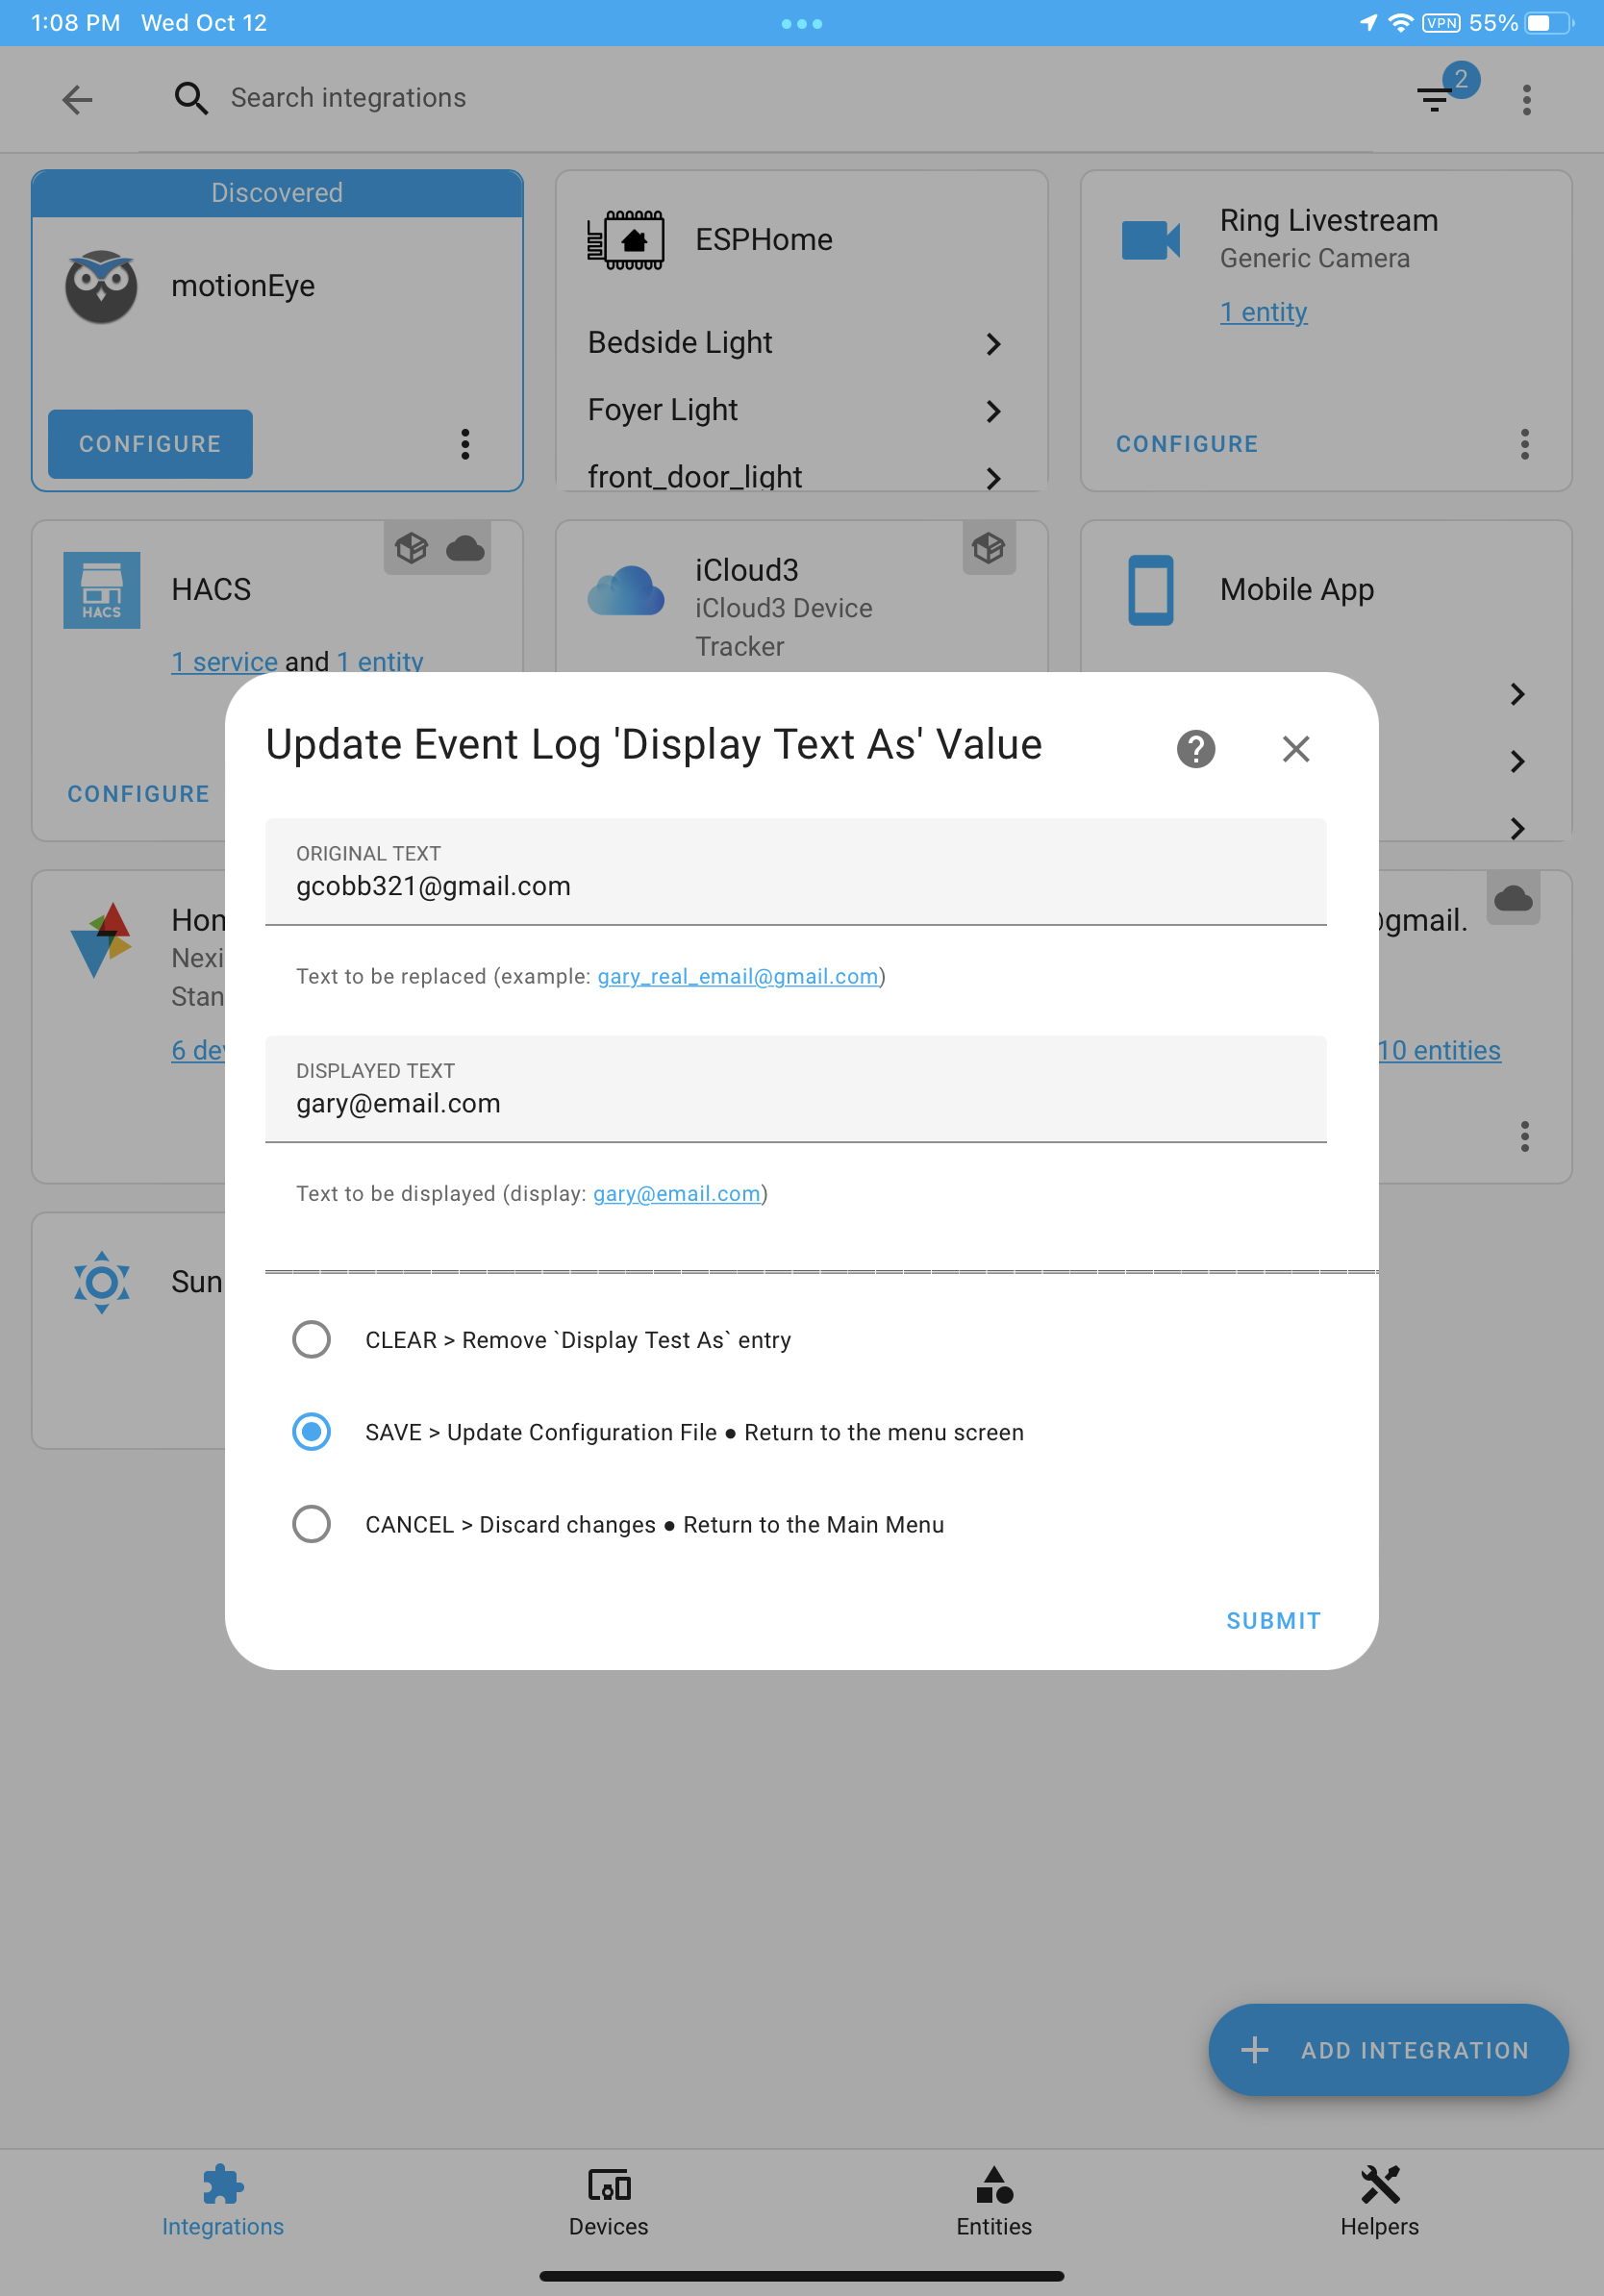 1:08 PM Wed Oct 12
VPN 55%
Search integrations
2
Discovered
motionEye
CONFIGURE
ESPHome
Bedside Light
Foyer Light
front_door_light
Ring Livestream
Generic Camera
1 entity
CONFIGURE
HACS
HACS
1 service and 1 entity
CONFIGURE
iCloud3
iCloud3 Device
Tracker
Mobile App
Hon
Nexi
Stan
6 dev
@gmail.
10 entities
Sun
Update Event Log 'Display Text As' Value
ORIGINAL TEXT
gcobb321@gmail.com
Text to be replaced (example: gary_real_email@gmail.com)
DISPLAYED TEXT
gary@email.com
Text to be displayed (display: gary@email.com)
CLEAR > Remove `Display Test As` entry
SAVE > Update Configuration File ● Return to the menu screen
CANCEL > Discard changes ● Return to the Main Menu
SUBMIT
ADD INTEGRATION
Integrations
Devices
Entities
Helpers